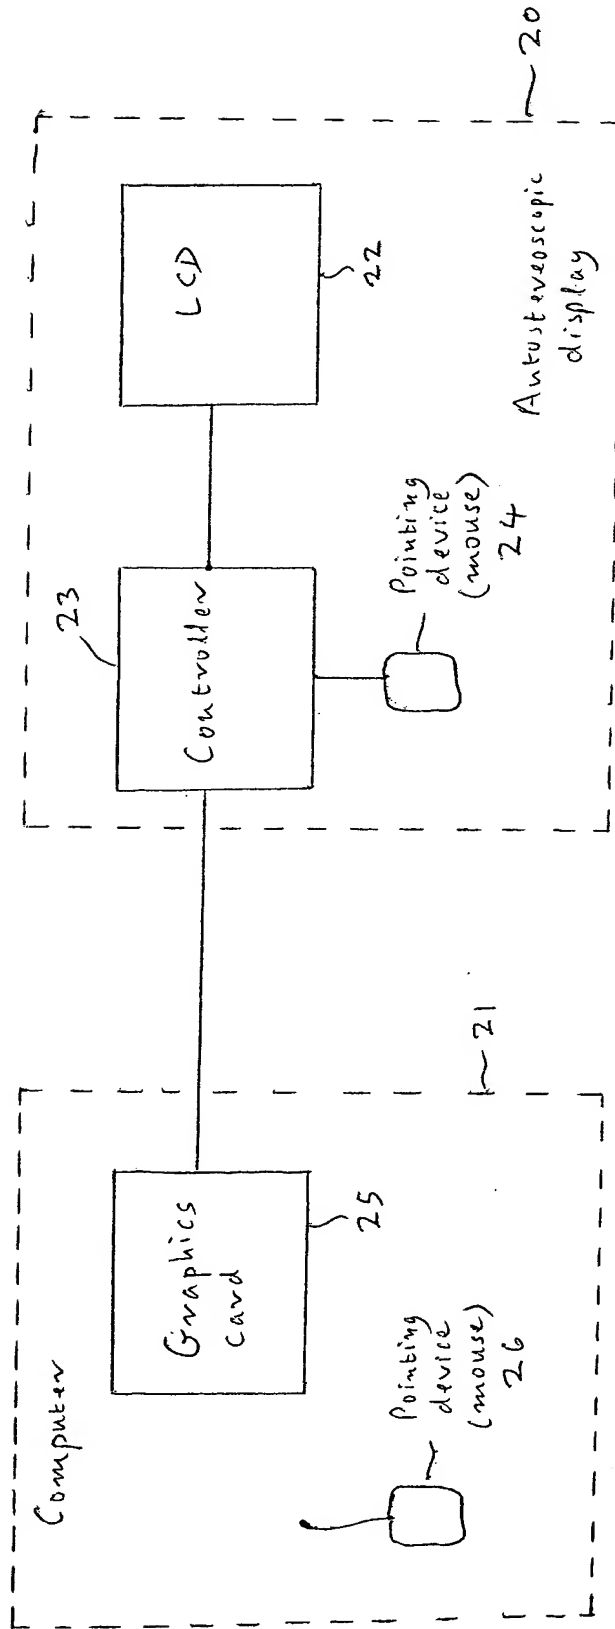 Computer
Graphics
card
25
Pointing
device
(mouse)
26
21
23
Controller
LCD
22
Pointing
device
(mouse)
24
Autostereoscopic
display
20